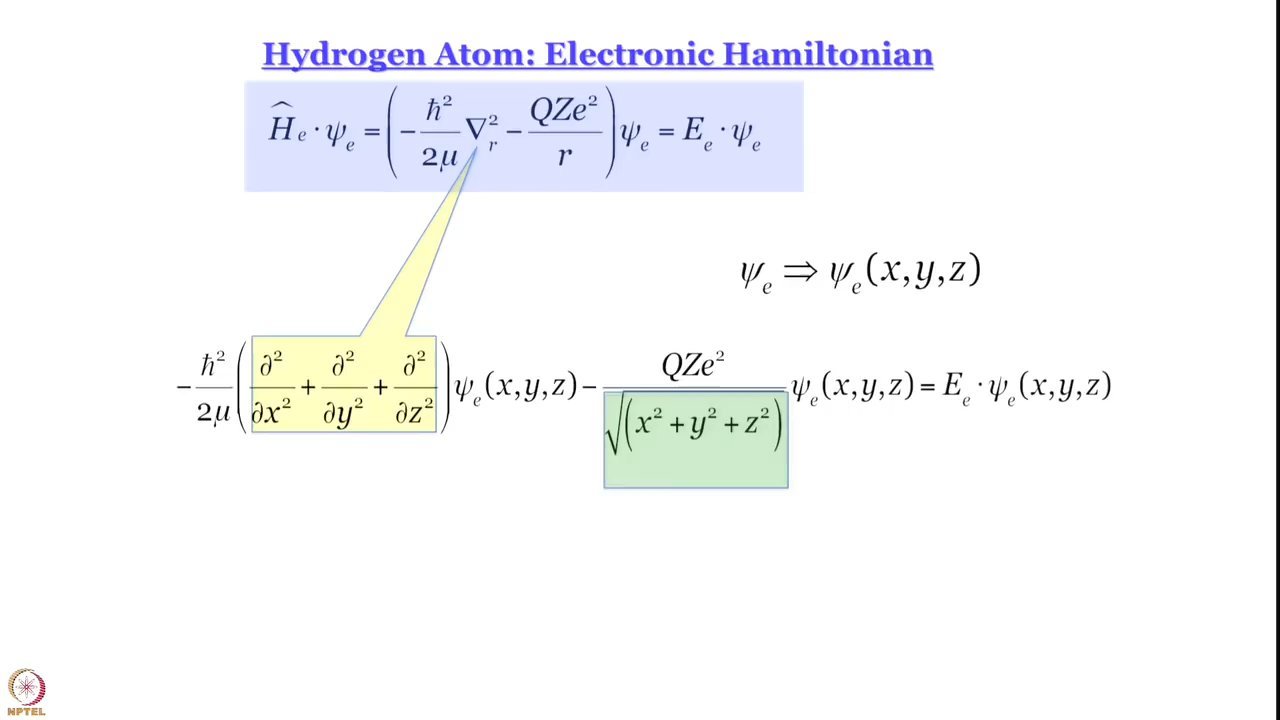 Hydrogen Atom: Electronic Hamiltonian
Ĥₑ · ψₑ = ( − ℏ²/2μ ∇ᵣ² − QZe²/r ) ψₑ = Eₑ · ψₑ
ψₑ ⇒ ψₑ(x,y,z)
− ℏ²/2μ ( ∂²/∂x² + ∂²/∂y² + ∂²/∂z² ) ψₑ(x,y,z) − QZe²/√(x² + y² + z²) ψₑ(x,y,z) = Eₑ · ψₑ(x,y,z)
NPTEL